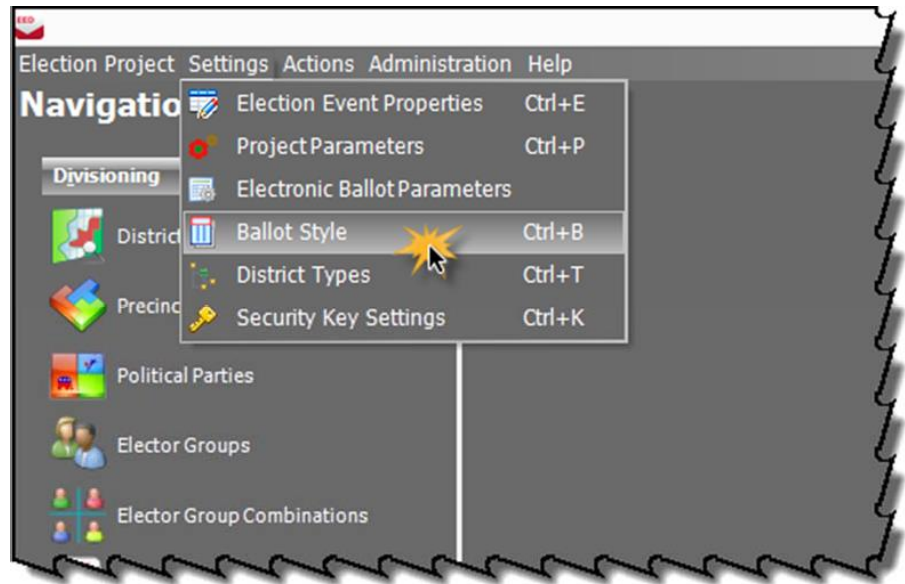 EED
Election Project Settings Actions Administration Help
Navigatio
Election Event Properties Ctrl+E
Project Parameters Ctrl+P
Divisioning
Electronic Ballot Parameters
District
Ballot Style Ctrl+B
District Types Ctrl+T
Precinc
Security Key Settings Ctrl+K
Political Parties
Elector Groups
Elector Group Combinations